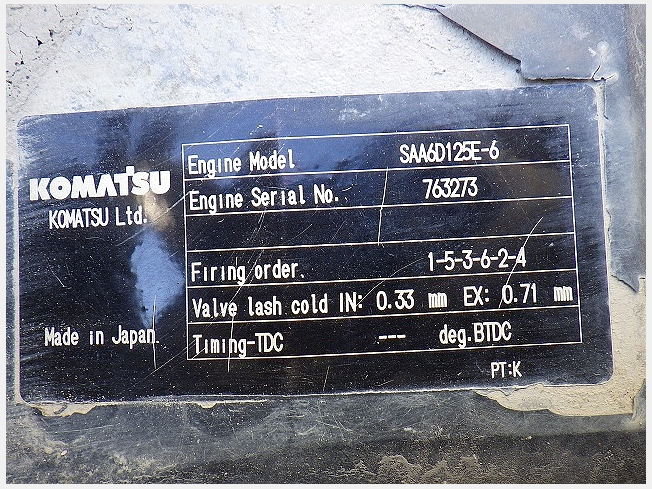 KOMATSU
KOMATSU Ltd.
Made in Japan
Engine Model SAA6D125E-6
Engine Serial No. 763273
Firing order. 1-5-3-6-2-4
Valve lash cold IN: 0.33 mm EX: 0.71 mm
Timing-TDC --- deg.BTDC
PT:K